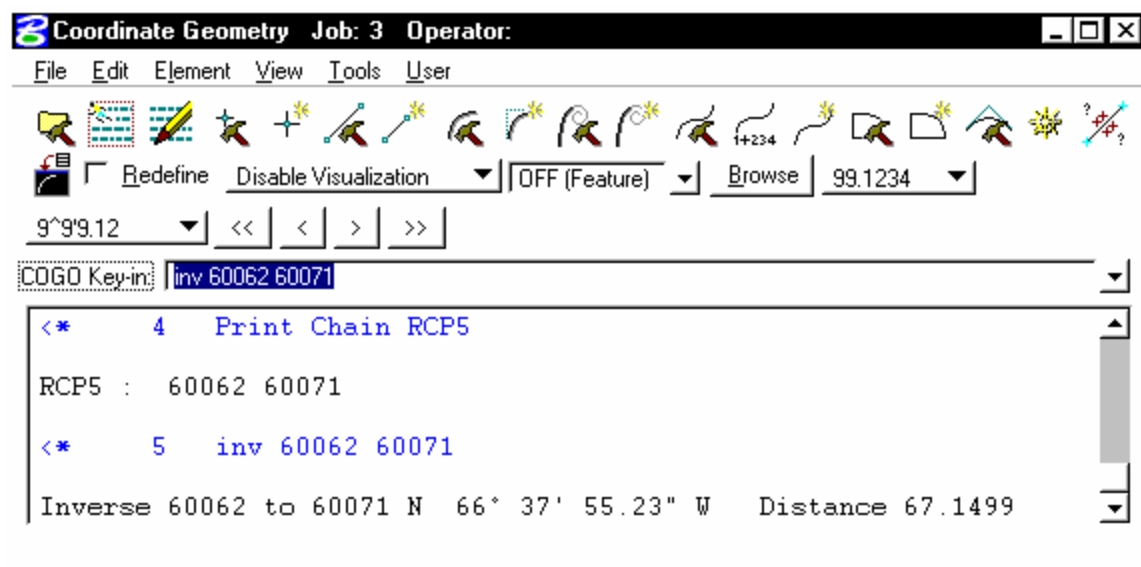 Coordinate Geometry Job: 3 Operator:
File Edit Element View Tools User
1+234
Redefine Disable Visualization OFF (Feature) Browse 99.1234
9^9'9.12 << < > >>
COGO Key-in: inv 60062 60071
<* 4 Print Chain RCP5
RCP5 : 60062 60071
<* 5 inv 60062 60071
Inverse 60062 to 60071 N 66° 37' 55.23" W Distance 67.1499